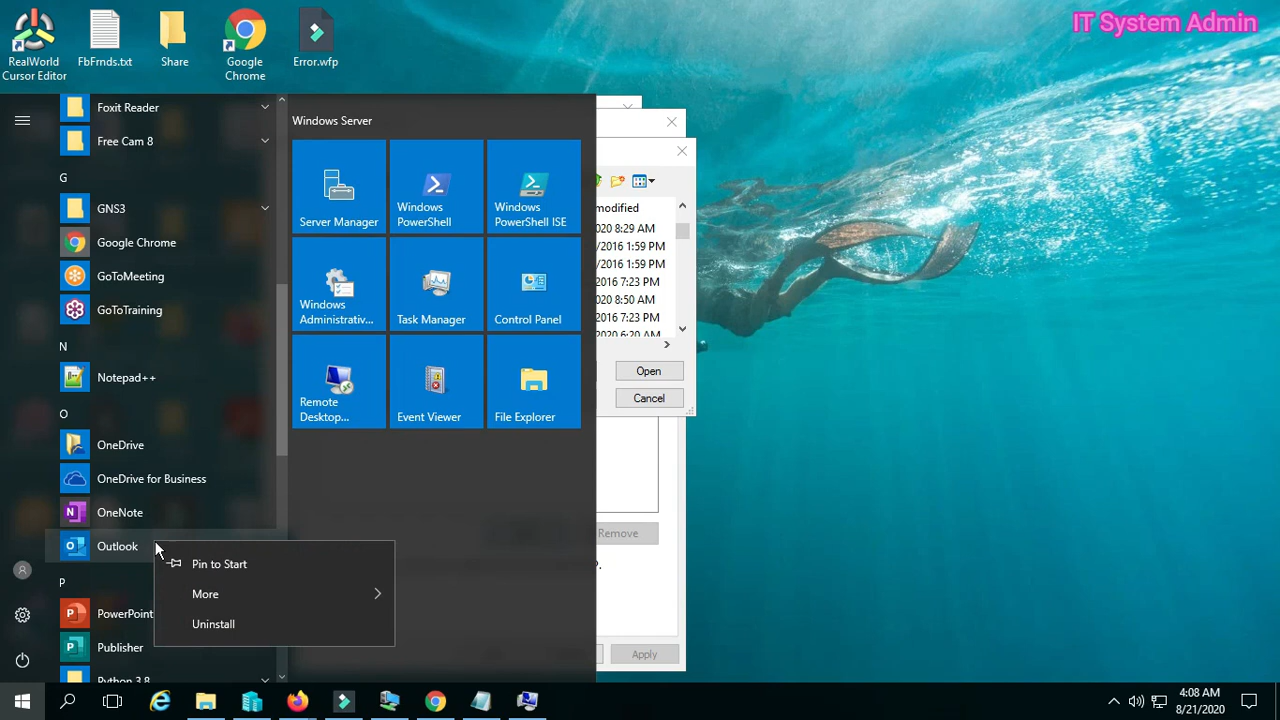 IT System Admin
RealWorld
Cursor Editor
FbFrnds.txt
Share
Google
Chrome
Error.wfp
Foxit Reader
Free Cam 8
G
GNS3
Google Chrome
GoToMeeting
GoToTraining
N
Notepad++
O
OneDrive
OneDrive for Business
OneNote
Outlook
P
PowerPoint
Publisher
Python 3.8
Windows Server
Server Manager
Windows
PowerShell
Windows
PowerShell ISE
Windows
Administrativ...
Task Manager
Control Panel
Remote
Desktop...
Event Viewer
File Explorer
Pin to Start
More
Uninstall
modified
020 8:29 AM
/2016 1:59 PM
/2016 1:59 PM
2016 7:23 PM
020 8:50 AM
2016 7:23 PM
020 6:20 AM
Open
Cancel
Remove
Apply
4:08 AM
8/21/2020